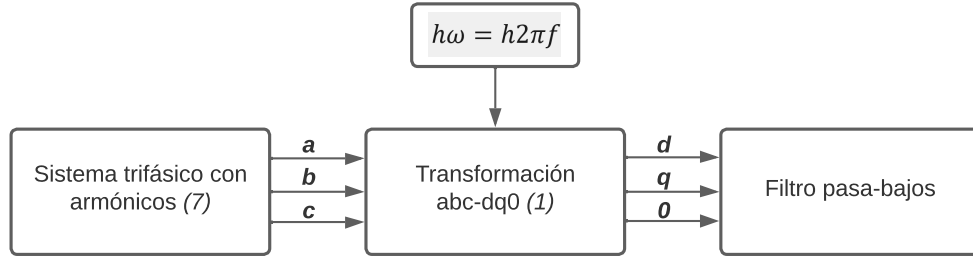 hω = h2πf
Sistema trifásico con
armónicos (7)
a
b
c
Transformación
abc-dq0 (1)
d
q
0
Filtro pasa-bajos